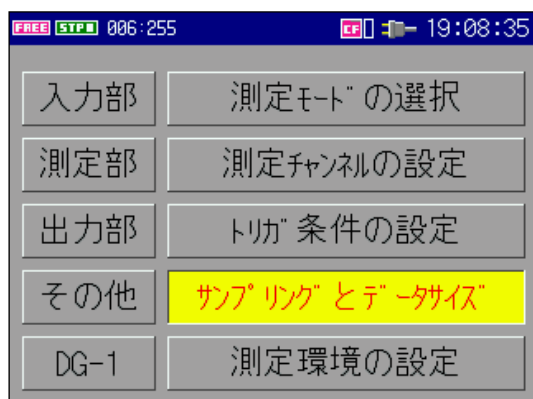 FREE STP 006:255 CF 19:08:35
入力部 測定ﾓｰﾄﾞの選択
測定部 測定ﾁｬﾝﾈﾙの設定
出力部 ﾄﾘｶﾞ条件の設定
その他 ｻﾝﾌﾟﾘﾝｸﾞとﾃﾞｰﾀｻｲｽﾞ
DG-1 測定環境の設定